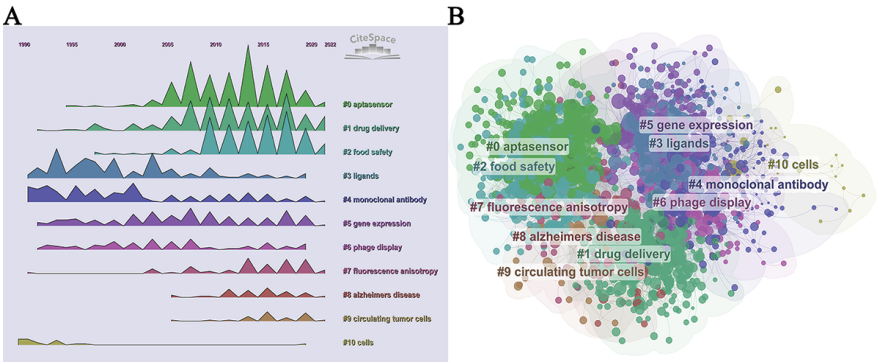 A
1990 1995 2000 2005 2010 2015 2020 2022
CiteSpace
#0 aptasensor
#1 drug delivery
#2 food safety
#3 ligands
#4 monoclonal antibody
#5 gene expression
#6 phage display
#7 fluorescence anisotropy
#8 alzheimers disease
#9 circulating tumor cells
#10 cells
B
#5 gene expression
#0 aptasensor
#3 ligands
#2 food safety
#10 cells
#4 monoclonal antibody
#7 fluorescence anisotropy
#6 phage display
#8 alzheimers disease
#1 drug delivery
#9 circulating tumor cells